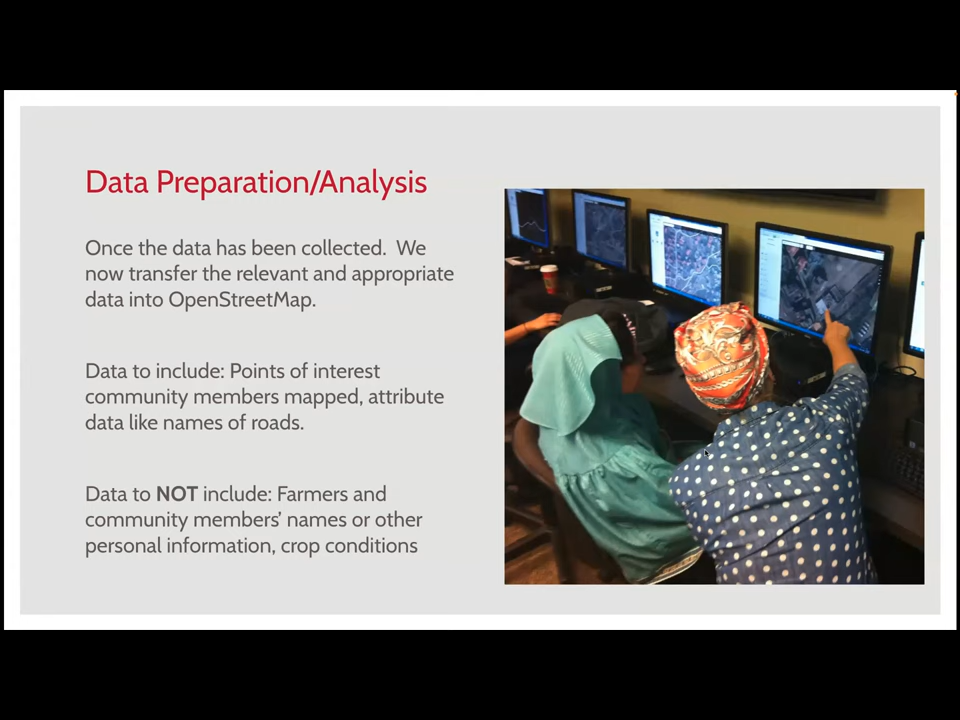 Data Preparation/Analysis
Once the data has been collected.  We
now transfer the relevant and appropriate
data into OpenStreetMap.
Data to include: Points of interest
community members mapped, attribute
data like names of roads.
Data to NOT include: Farmers and
community members’ names or other
personal information, crop conditions